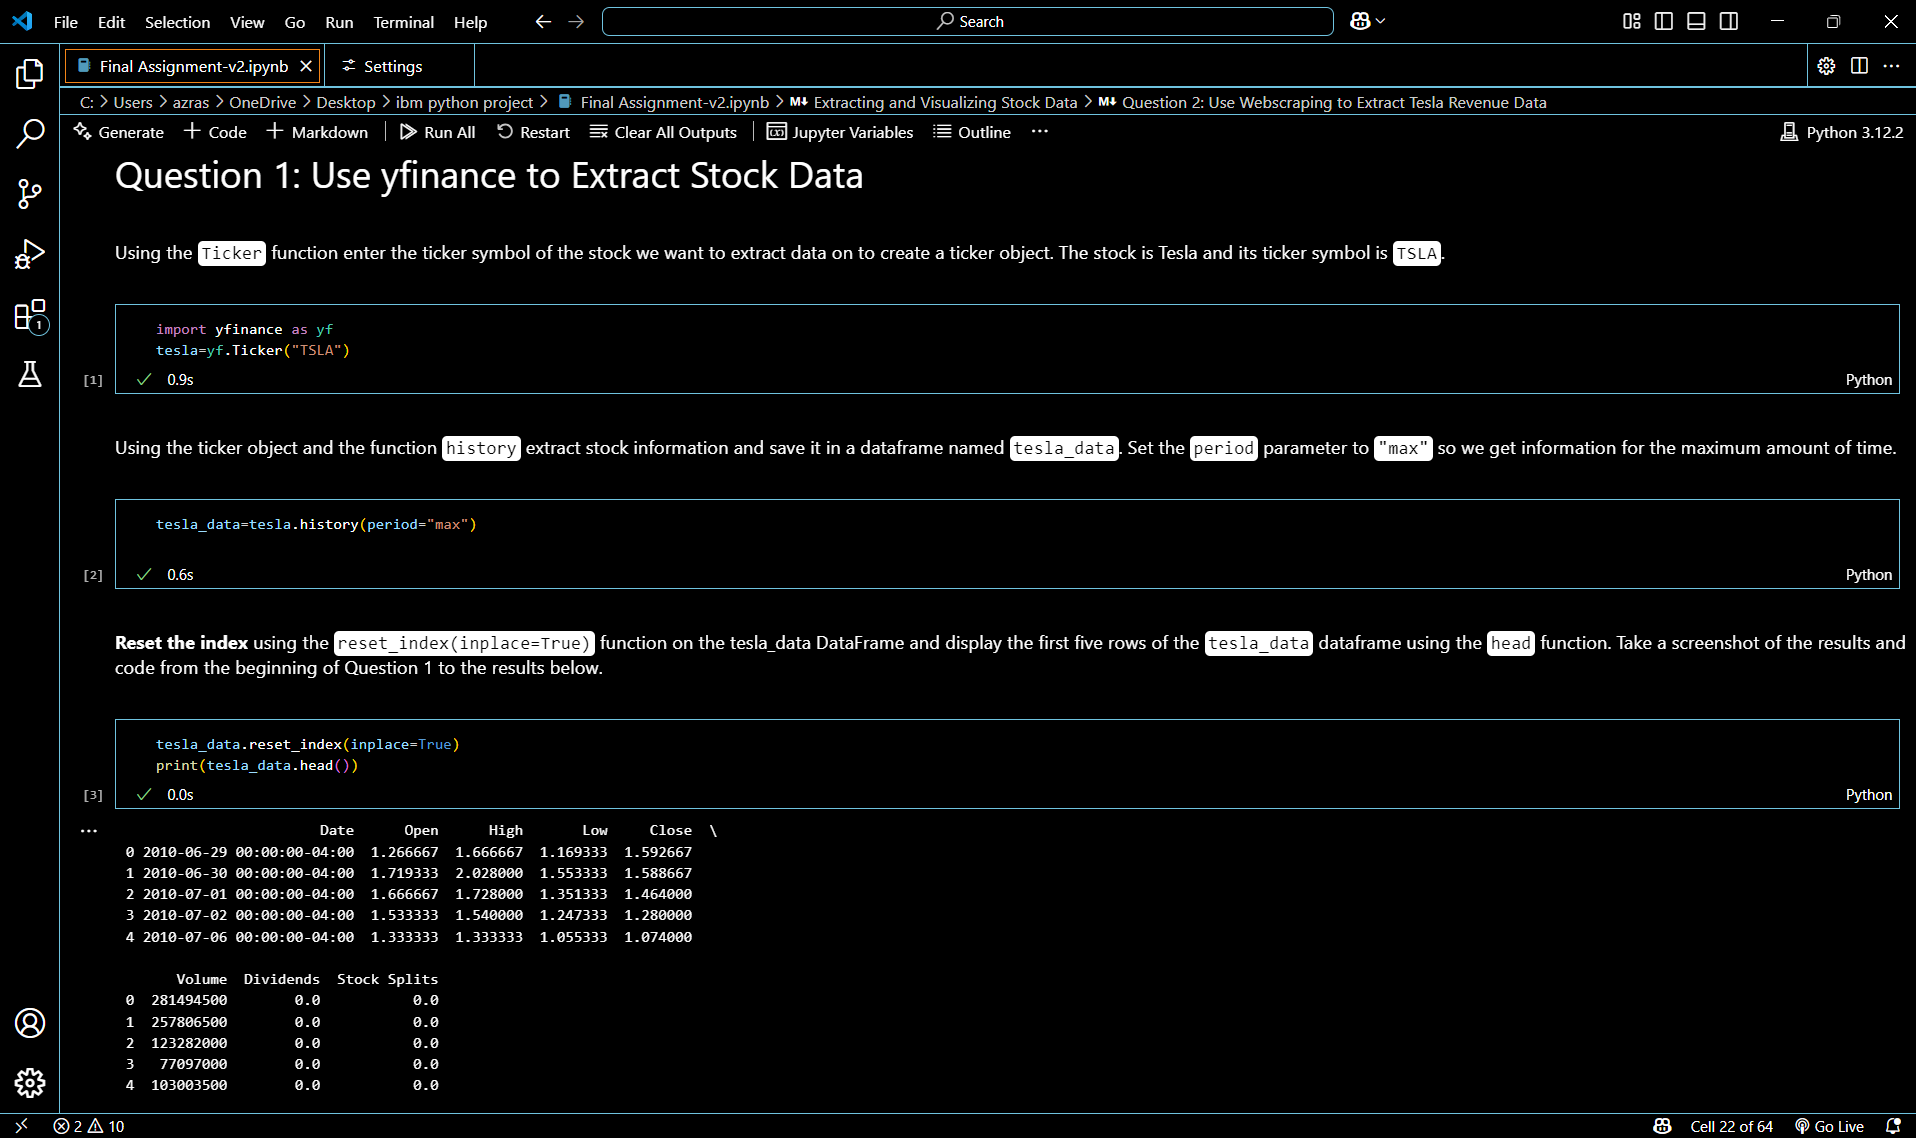 File Edit Selection View Go Run Terminal Help Search
Final Assignment-v2.ipynb Settings
C: > Users > azras > OneDrive > Desktop > ibm python project > Final Assignment-v2.ipynb > M↓ Extracting and Visualizing Stock Data > M↓ Question 2: Use Webscraping to Extract Tesla Revenue Data
Generate + Code + Markdown Run All Restart Clear All Outputs Jupyter Variables Outline ... Python 3.12.2
Question 1: Use yfinance to Extract Stock Data
Using the Ticker function enter the ticker symbol of the stock we want to extract data on to create a ticker object. The stock is Tesla and its ticker symbol is TSLA.
import yfinance as yf
tesla=yf.Ticker("TSLA")
[1] ✓ 0.9s Python
Using the ticker object and the function history extract stock information and save it in a dataframe named tesla_data. Set the period parameter to "max" so we get information for the maximum amount of time.
tesla_data=tesla.history(period="max")
[2] ✓ 0.6s Python
Reset the index using the reset_index(inplace=True) function on the tesla_data DataFrame and display the first five rows of the tesla_data dataframe using the head function. Take a screenshot of the results and
code from the beginning of Question 1 to the results below.
tesla_data.reset_index(inplace=True)
print(tesla_data.head())
[3] ✓ 0.0s Python
... Date Open High Low Close \
0 2010-06-29 00:00:00-04:00 1.266667 1.666667 1.169333 1.592667
1 2010-06-30 00:00:00-04:00 1.719333 2.028000 1.553333 1.588667
2 2010-07-01 00:00:00-04:00 1.666667 1.728000 1.351333 1.464000
3 2010-07-02 00:00:00-04:00 1.533333 1.540000 1.247333 1.280000
4 2010-07-06 00:00:00-04:00 1.333333 1.333333 1.055333 1.074000
Volume Dividends Stock Splits
0 281494500 0.0 0.0
1 257806500 0.0 0.0
2 123282000 0.0 0.0
3 77097000 0.0 0.0
4 103003500 0.0 0.0
1
2 10 Cell 22 of 64 Go Live